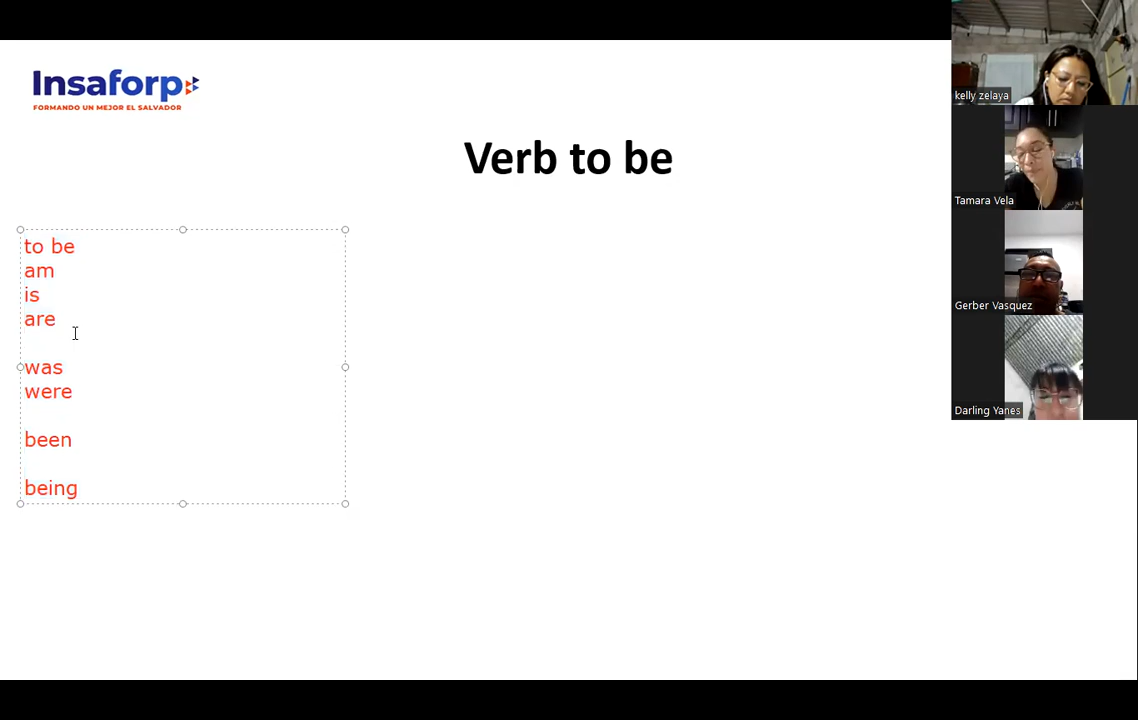 Insaforp
FORMANDO UN MEJOR EL SALVADOR
Verb to be
to be
am
is
are
was
were
been
being
kelly zelaya
Tamara Vela
Gerber Vasquez
Darling Yanes